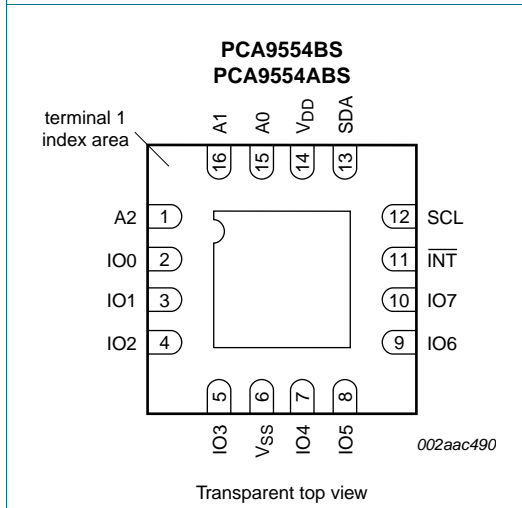 PCA9554BS
PCA9554ABS
terminal 1
index area
A1
A0
VDD
SDA
16
15
14
13
A2 1
12 SCL
IO0 2
11 INT
IO1 3
10 IO7
IO2 4
9 IO6
5
6
7
8
IO3
VSS
IO4
IO5
002aac490
Transparent top view